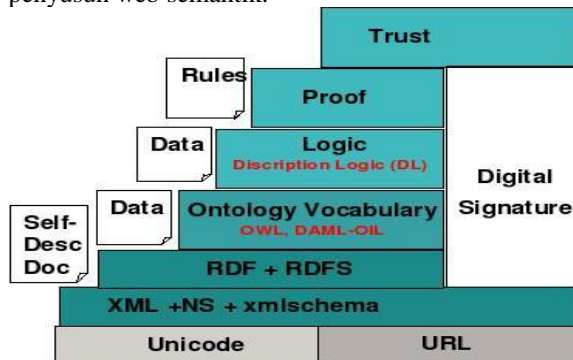 penyusun web semantik.
Trust
Rules
Proof
Data
Logic
Discription Logic (DL)
Digital
Signature
Data
Ontology Vocabulary
OWL, DAML-OIL
Self-
Desc
Doc
RDF + RDFS
XML +NS + xmlschema
Unicode
URL